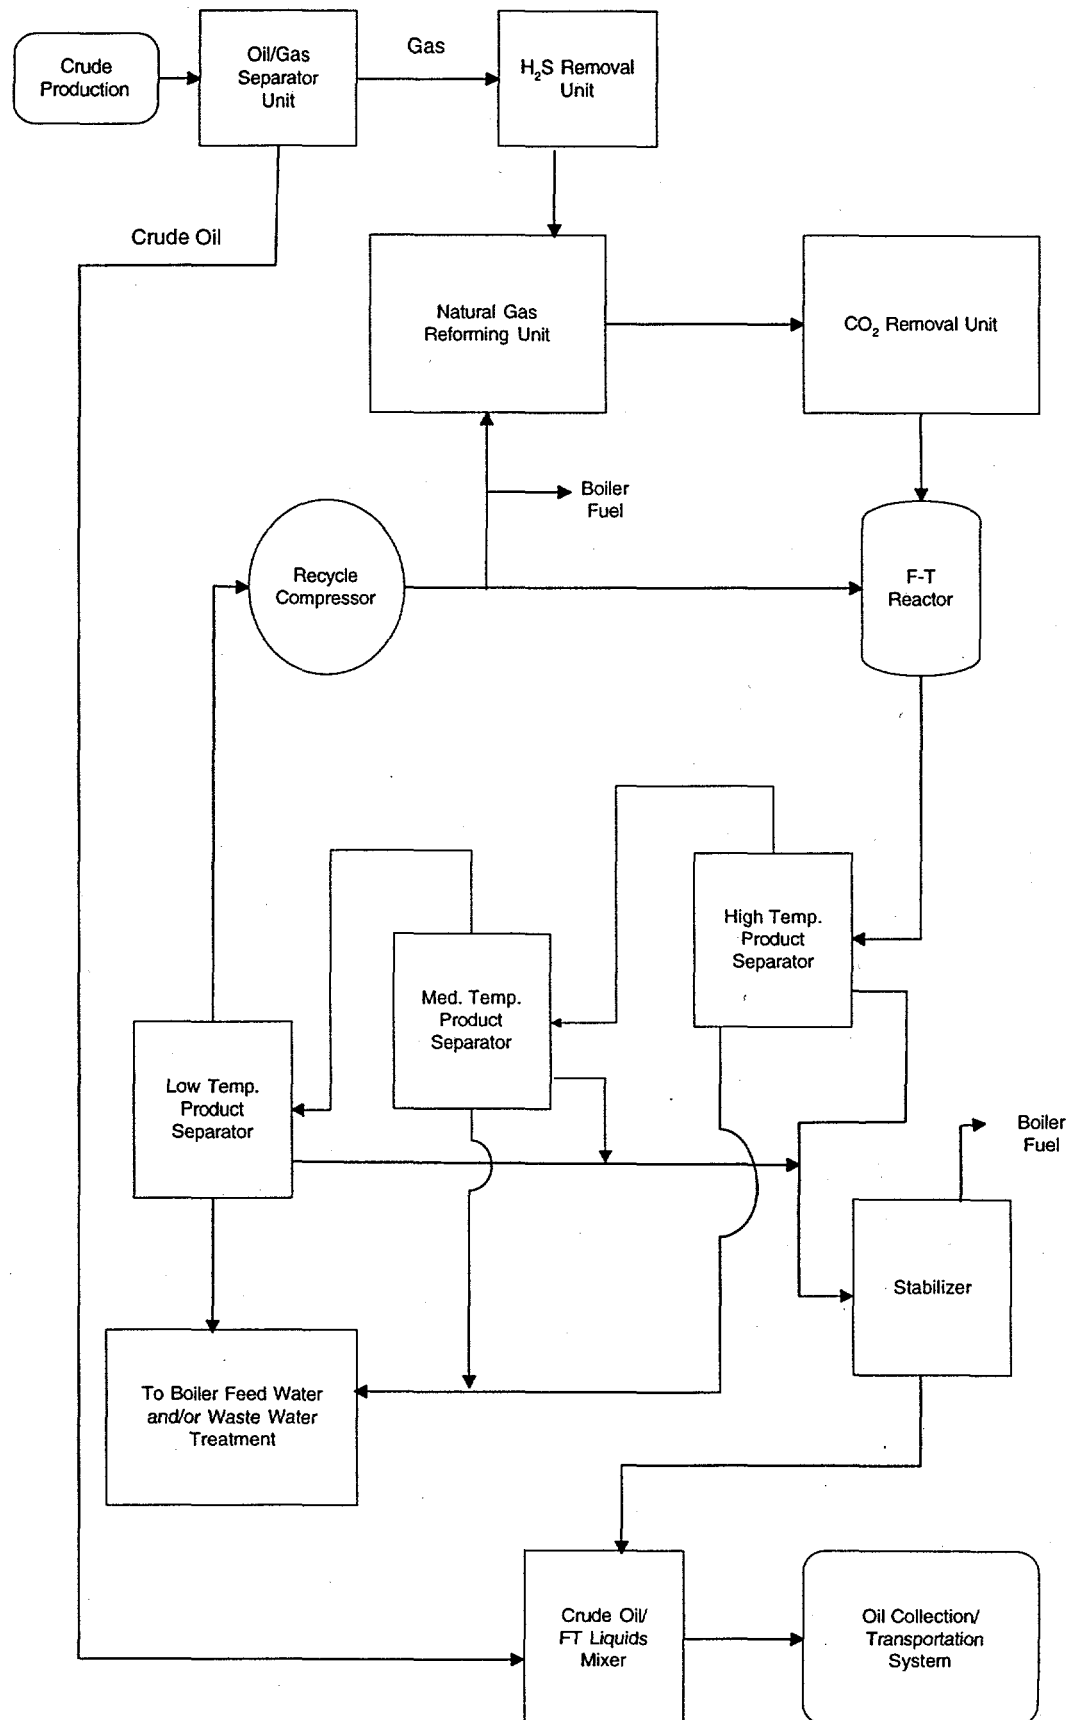 Crude
Production
Oil/Gas
Separator
Unit
Gas
H₂S Removal
Unit
Crude Oil
Natural Gas
Reforming Unit
CO₂ Removal Unit
Boiler
Fuel
Recycle
Compressor
F-T
Reactor
High Temp.
Product
Separator
Med. Temp.
Product
Separator
Low Temp.
Product
Separator
Boiler
Fuel
Stabilizer
To Boiler Feed Water
and/or Waste Water
Treatment
Crude Oil/
FT Liquids
Mixer
Oil Collection/
Transportation
System